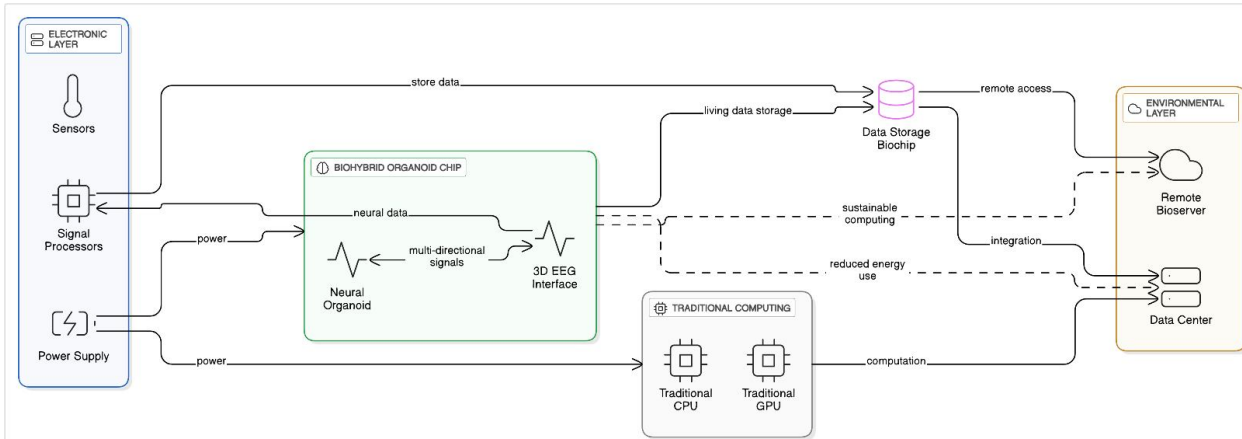 ELECTRONIC
LAYER
Sensors
Signal
Processors
Power Supply
store data
living data storage
neural data
power
power
BIOHYBRID ORGANOID CHIP
multi-directional
signals
Neural
Organoid
3D EEG
Interface
Data Storage
Biochip
remote access
sustainable
computing
integration
reduced energy
use
TRADITIONAL COMPUTING
Traditional
CPU
Traditional
GPU
computation
ENVIRONMENTAL
LAYER
Remote
Bioserver
Data Center